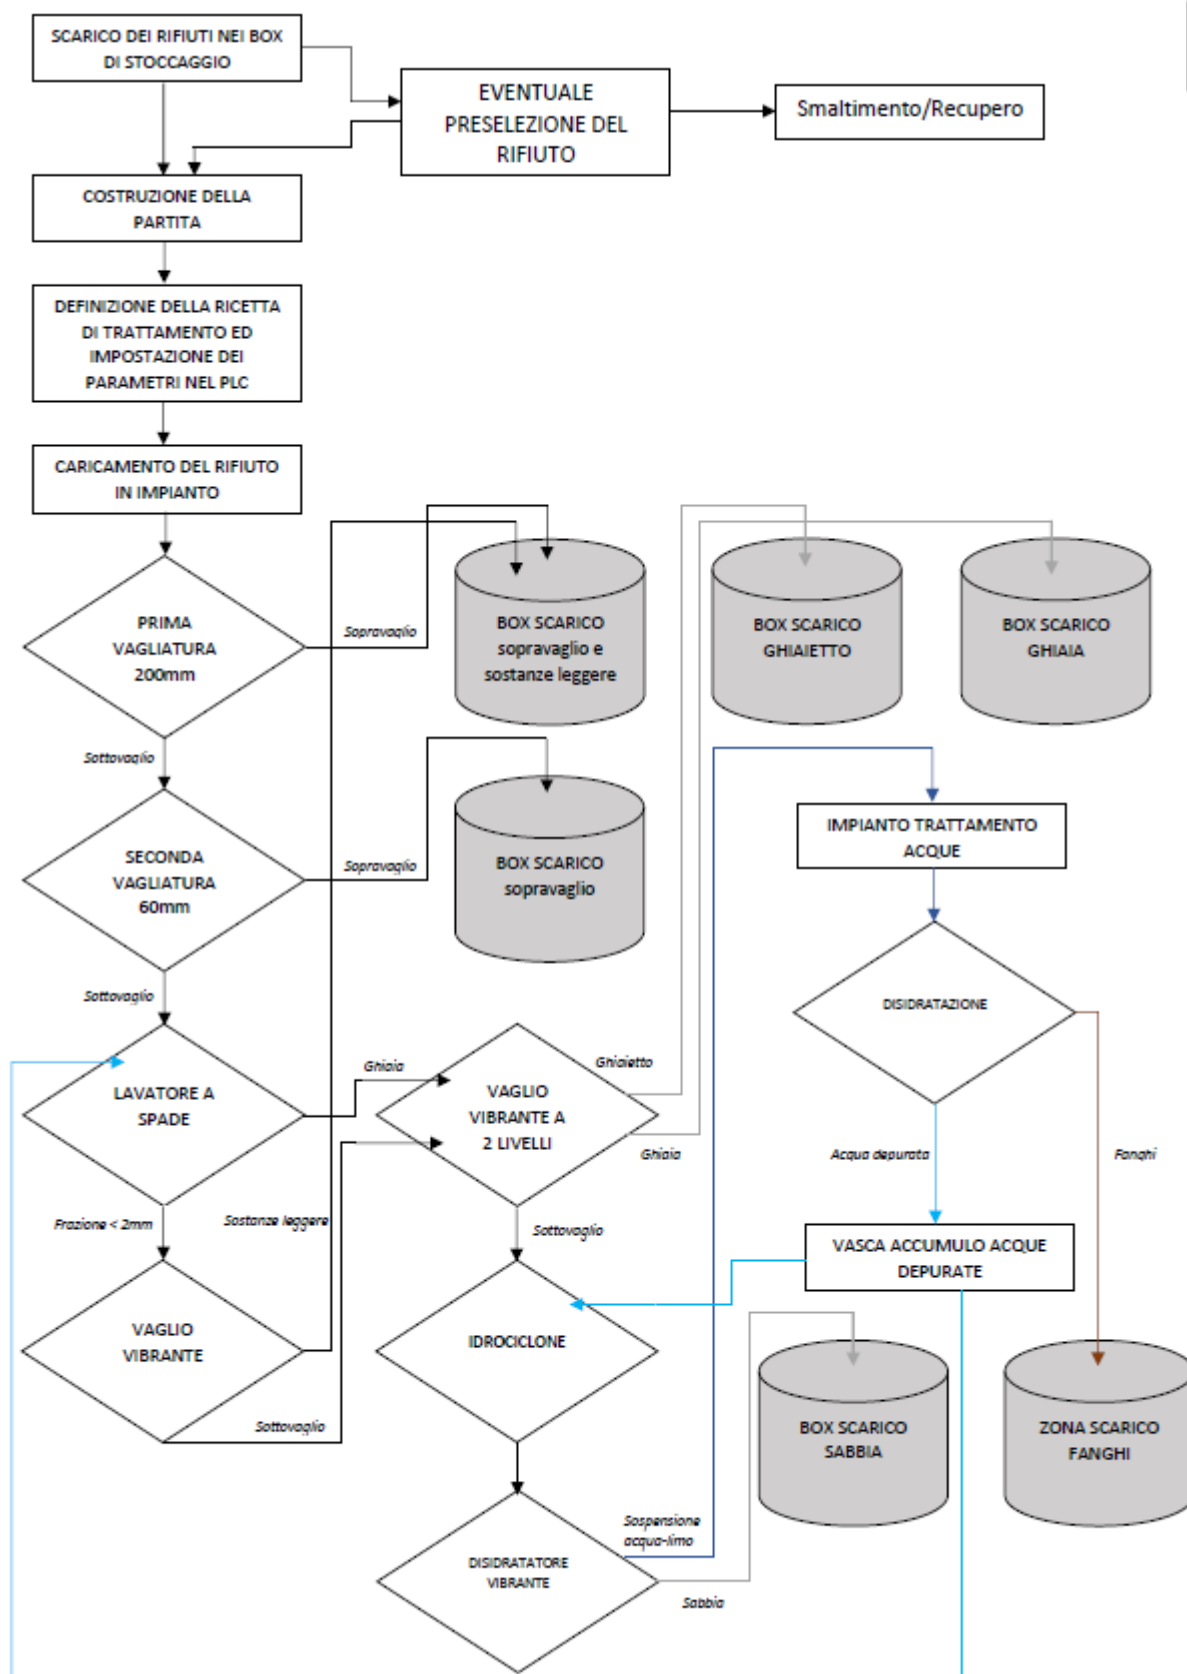 SCARICO DEI RIFIUTI NEI BOX
DI STOCCAGGIO
EVENTUALE
PRESELEZIONE DEL
RIFIUTO
Smaltimento/Recupero
COSTRUZIONE DELLA
PARTITA
DEFINIZIONE DELLA RICETTA
DI TRATTAMENTO ED
IMPOSTAZIONE DEI
PARAMETRI NEL PLC
CARICAMENTO DEL RIFIUTO
IN IMPIANTO
PRIMA
VAGLIATURA
200mm
Sopravaglio
BOX SCARICO
sopravaglio e
sostanze leggere
BOX SCARICO
GHIAIETTO
BOX SCARICO
GHIAIA
Sottovaglio
SECONDA
VAGLIATURA
60mm
Sopravaglio
BOX SCARICO
sopravaglio
IMPIANTO TRATTAMENTO
ACQUE
Sottovaglio
DISIDRATAZIONE
LAVATORE A
SPADE
Ghiaia
VAGLIO
VIBRANTE A
2 LIVELLI
Ghiaietto
Ghiaia
Acqua depurata
Fanghi
Frazione < 2mm
Sostanze leggere
Sottovaglio
VASCA ACCUMULO ACQUE
DEPURATE
VAGLIO
VIBRANTE
IDROCICLONE
Sottovaglio
BOX SCARICO
SABBIA
ZONA SCARICO
FANGHI
Sospensione
acqua-limo
DISIDRATATORE
VIBRANTE
Sabbia